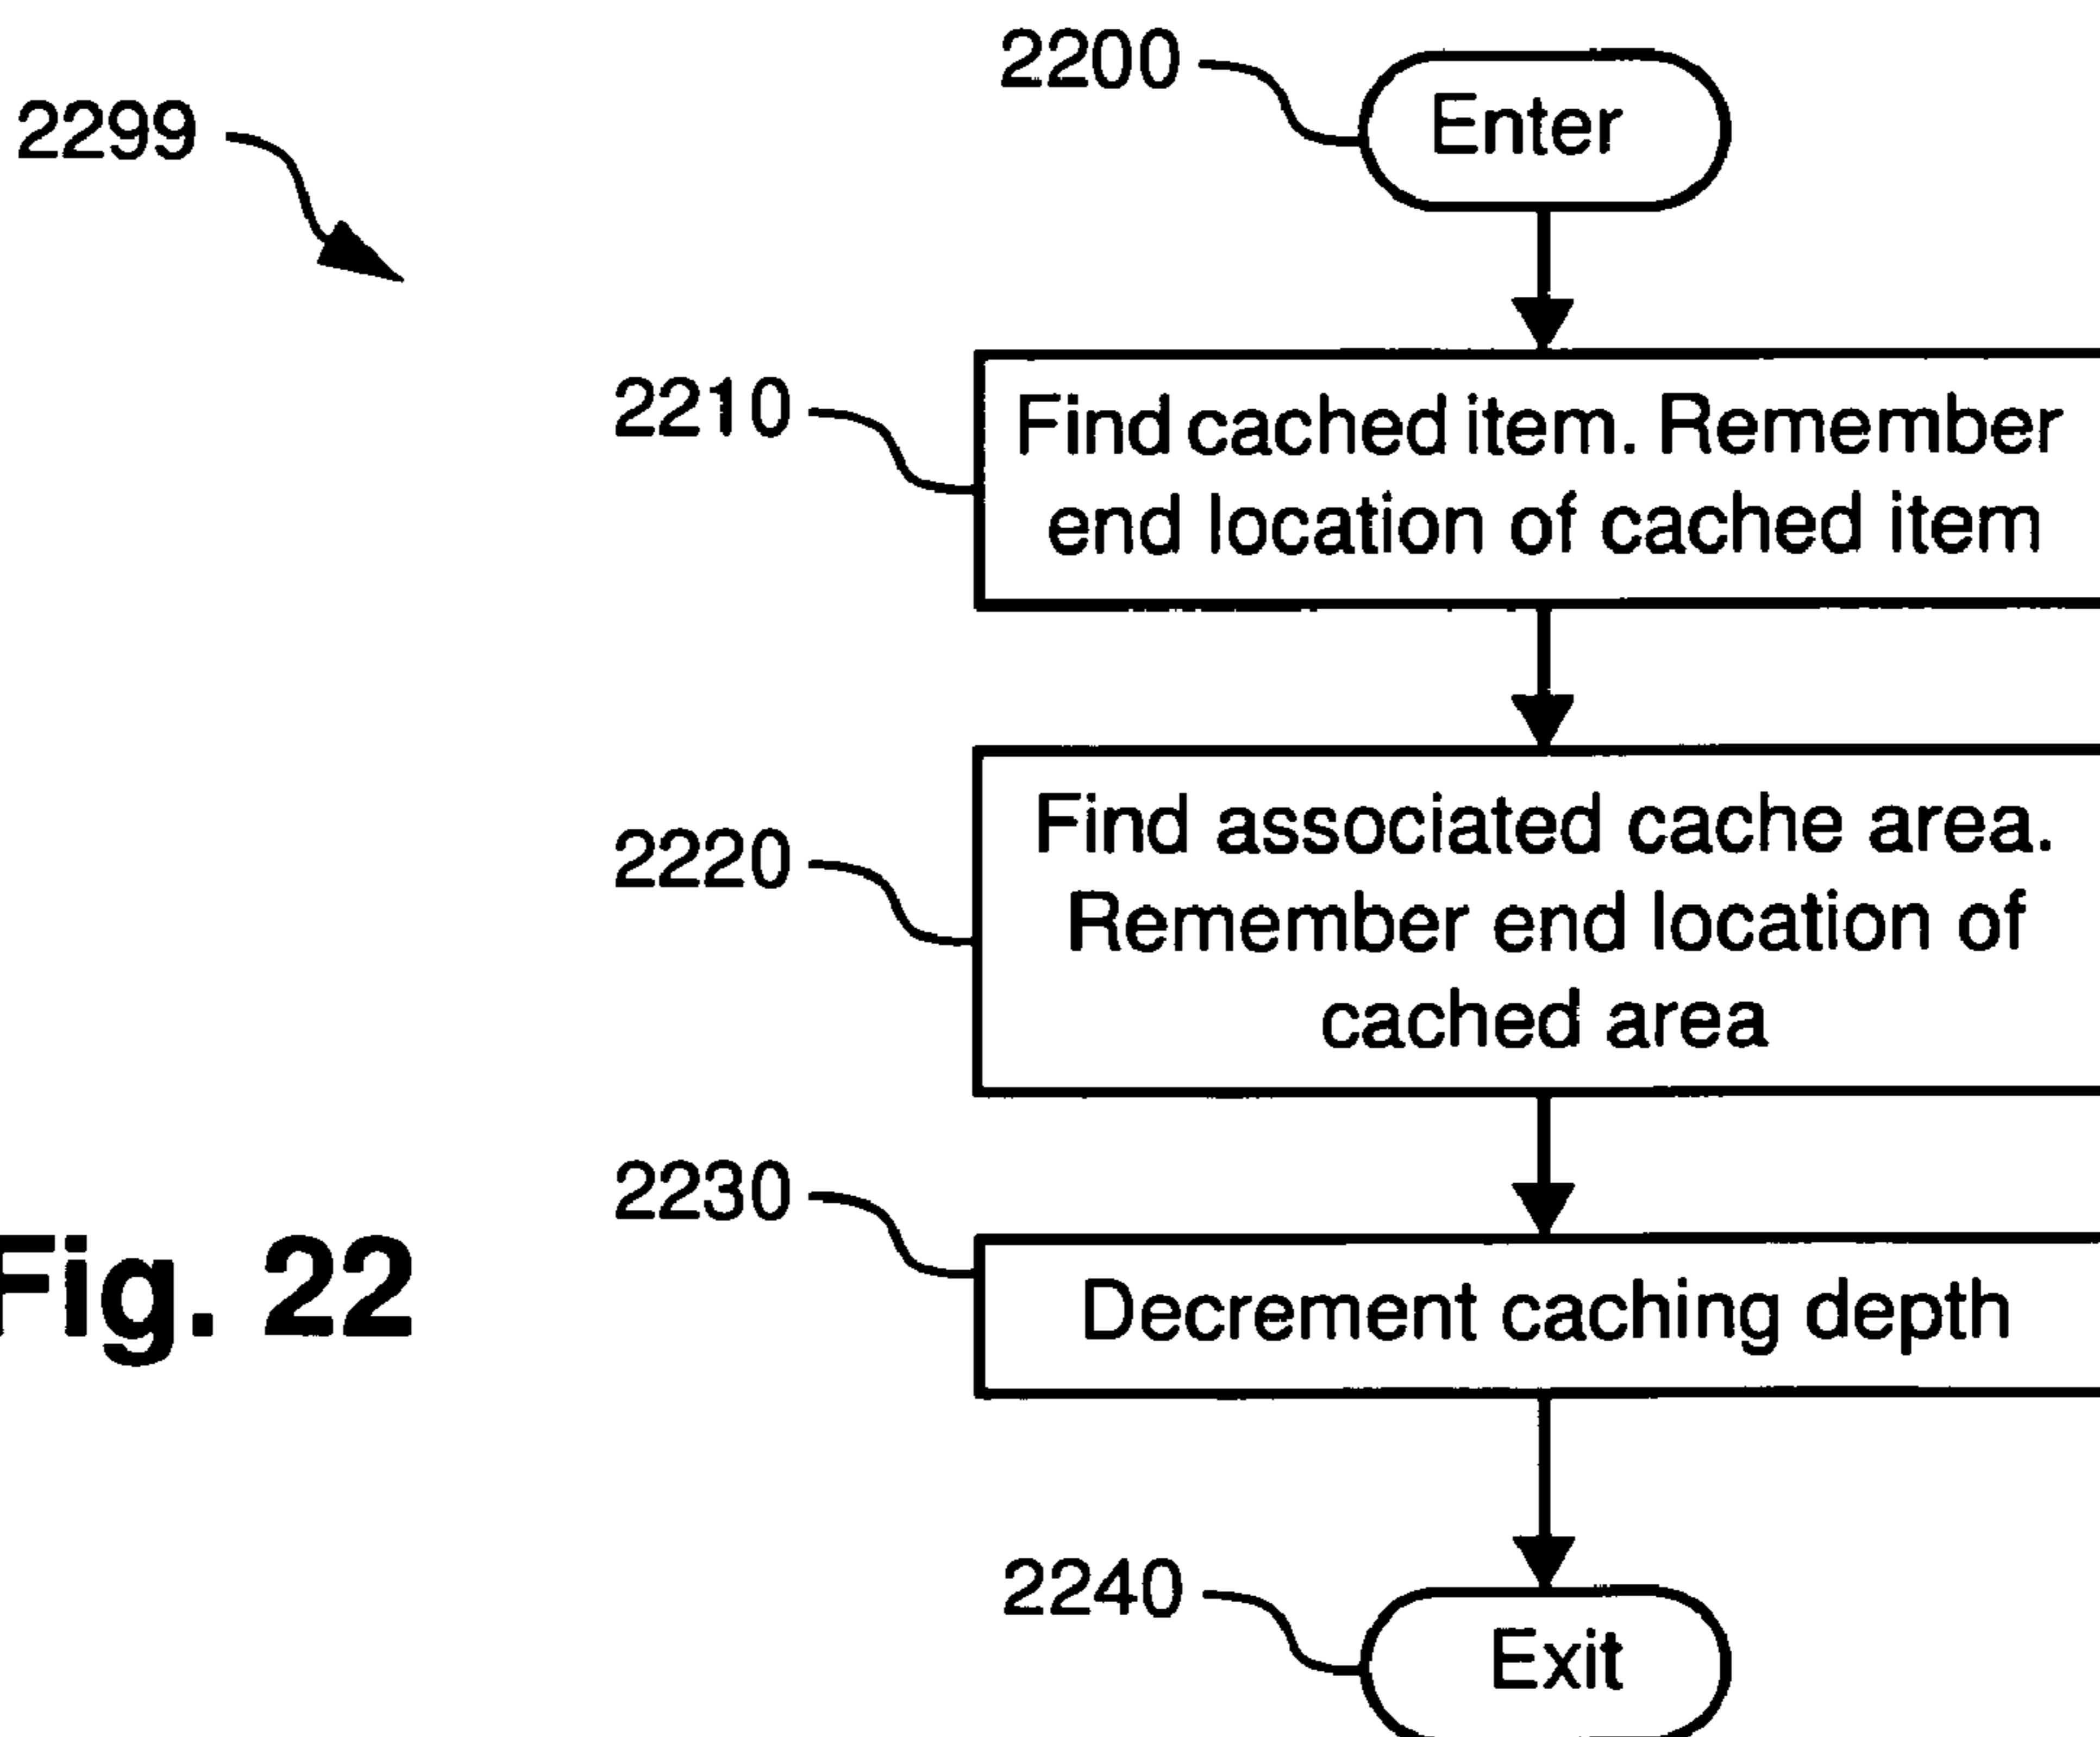 2200
Enter
2299
2210
Find cached item. Remember
end location of cached item
2220
Find associated cache area.
Remember end location of
cached area
2230
Decrement caching depth
Fig. 22
2240
Exit